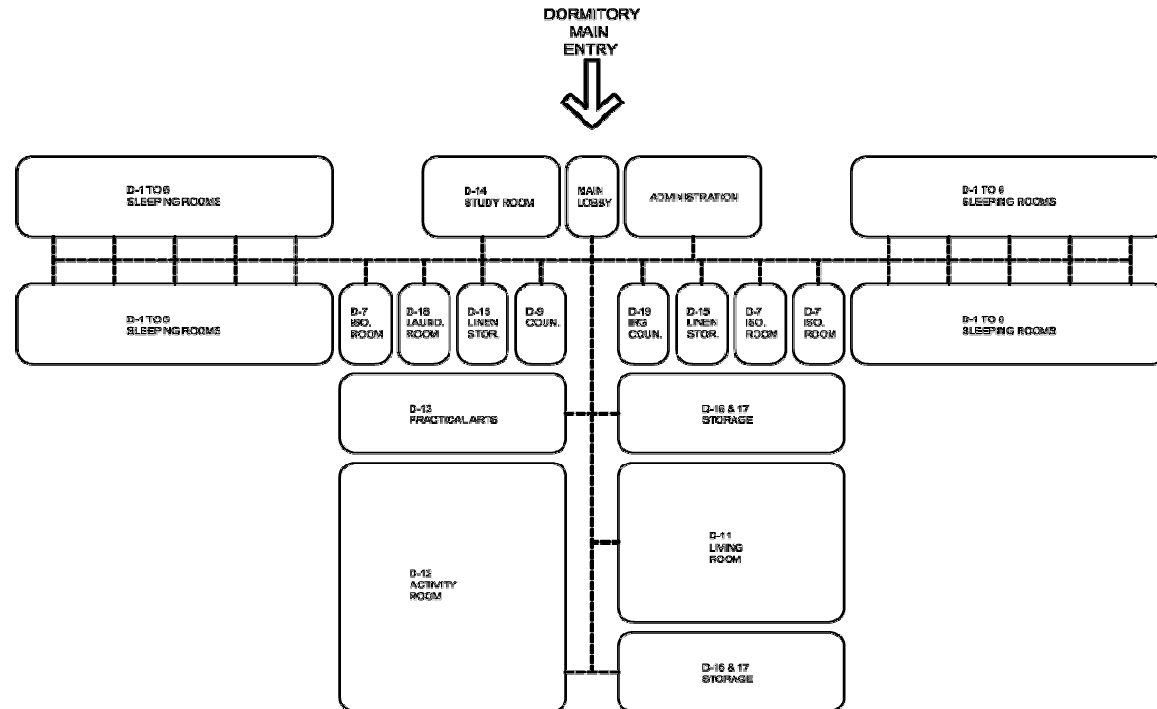 DORMITORY
MAIN
ENTRY
D-1 TO 6
SLEEPING ROOMS
D-14
STUDY ROOM
MAIN
LOBBY
ADMINISTRATION
D-1 TO 6
SLEEPING ROOMS
D-1 TO 6
SLEEPING ROOMS
D-7
ISO.
ROOM
D-18
LAUND.
ROOM
D-15
LINEN
STOR.
D-9
COUN.
COUN.
D-15
LINEN
STOR.
D-7
ISO.
ROOM
D-7
ISO.
ROOM
D-1 TO 6
SLEEPING ROOMS
D-13
PRACTICAL ARTS
D-16 & 17
STORAGE
D-12
ACTIVITY
ROOM
D-11
LIVING
ROOM
D-16 & 17
STORAGE